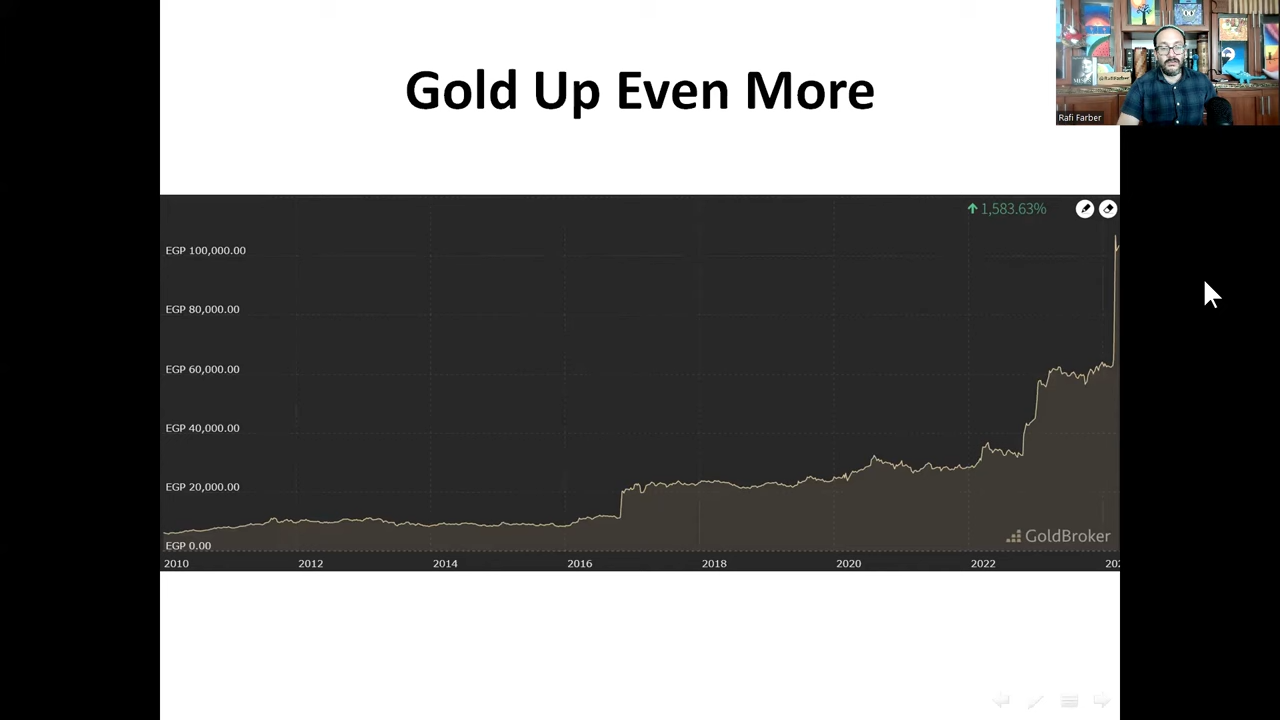 Gold Up Even More
Rafi Farber
1,583.63%
EGP 100,000.00
EGP 80,000.00
EGP 60,000.00
EGP 40,000.00
EGP 20,000.00
EGP 0.00
GoldBroker
2010 2012 2014 2016 2018 2020 2022 202